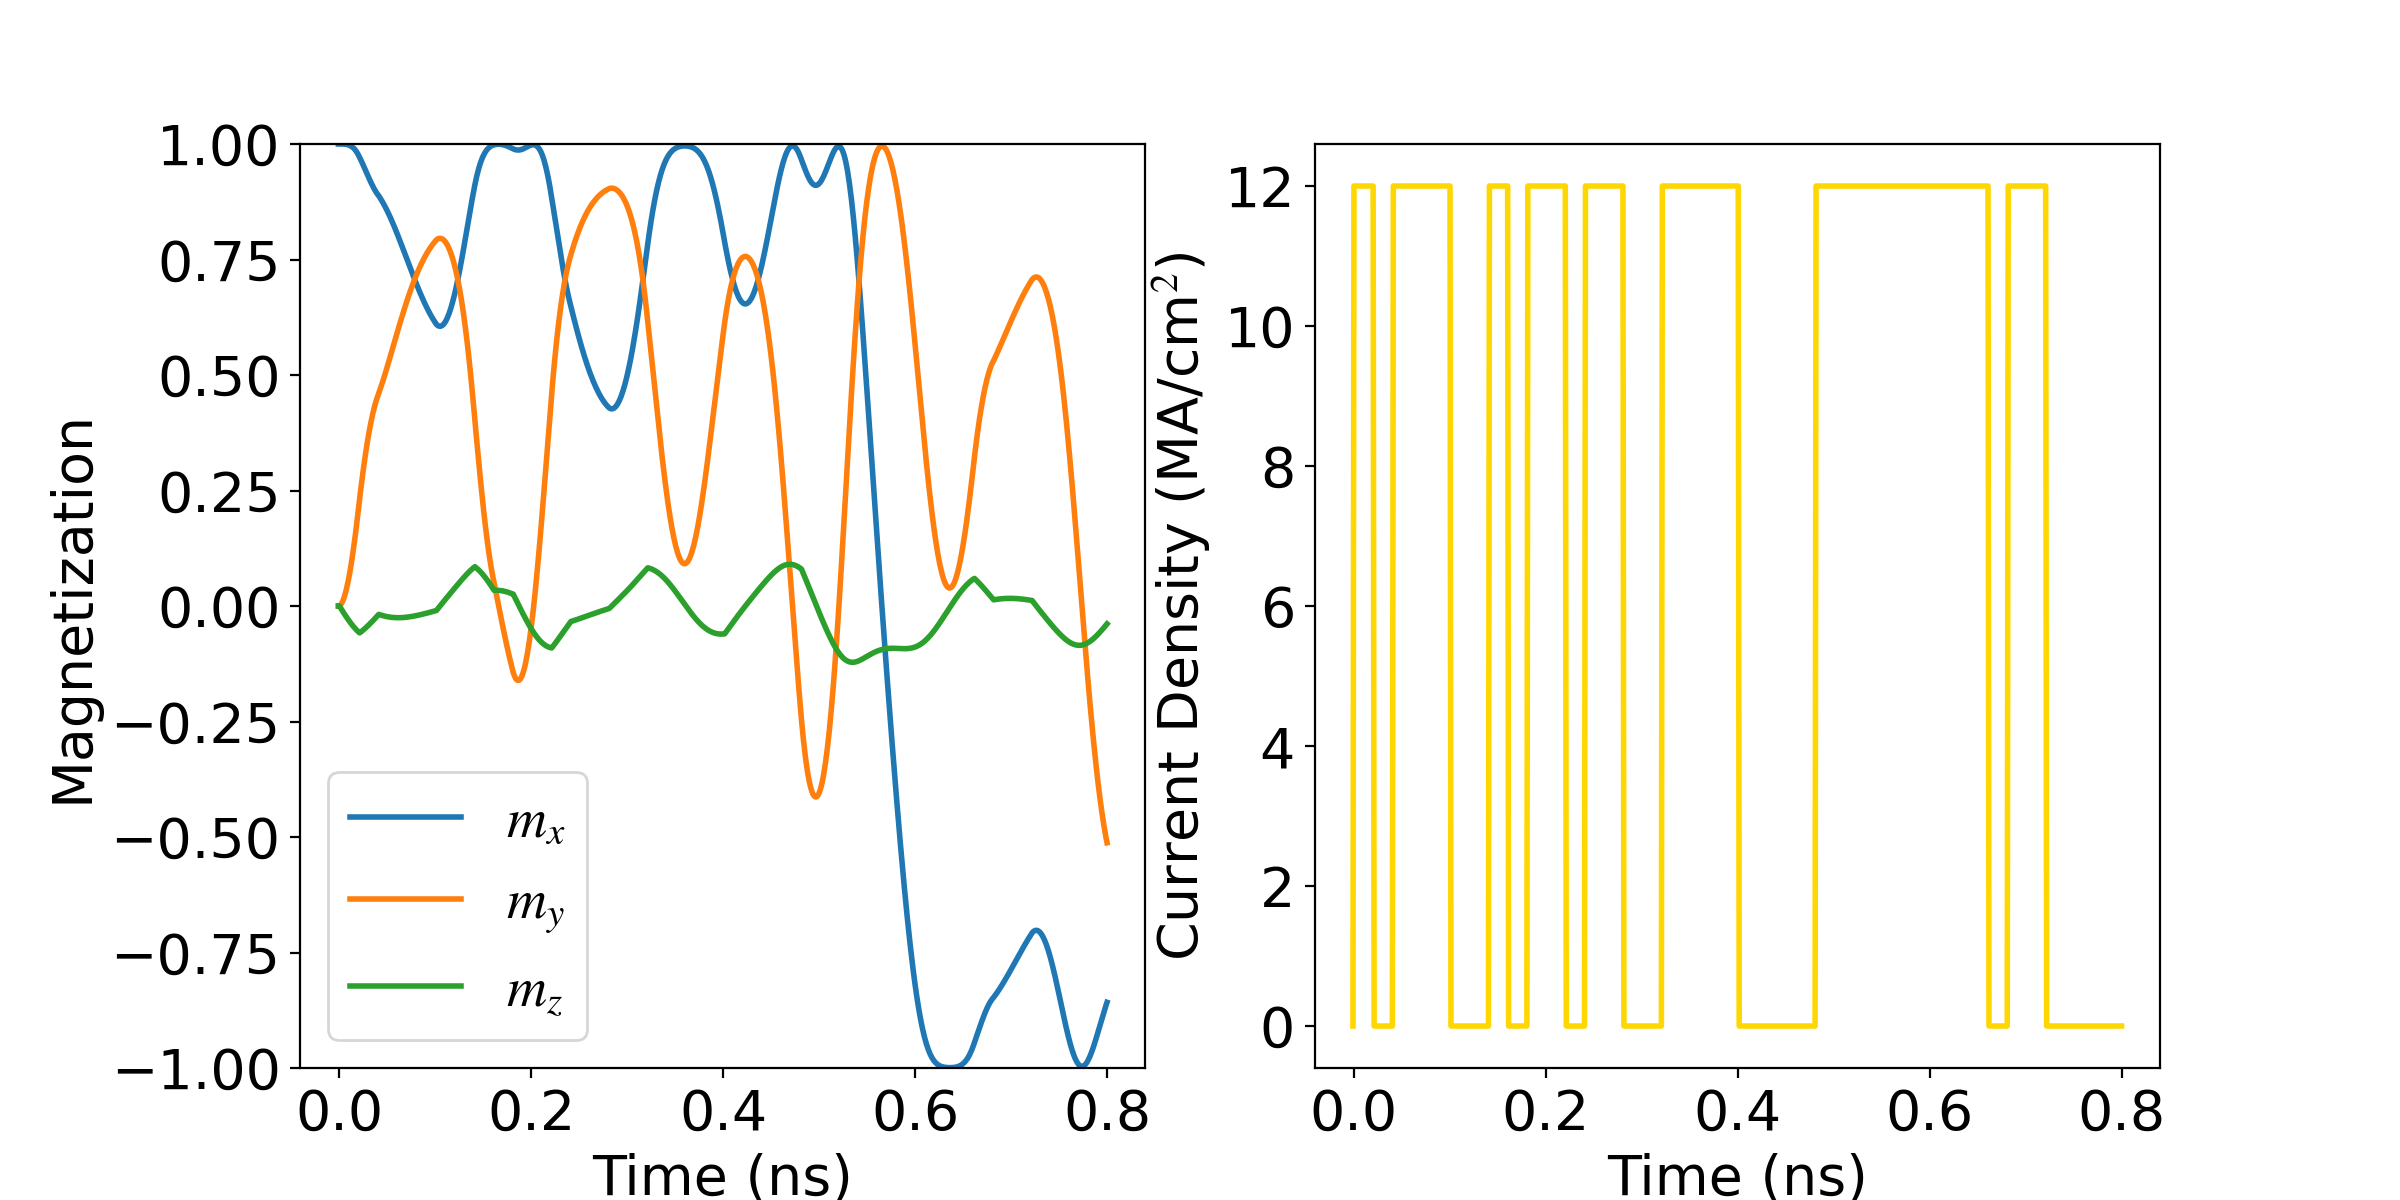 1.00
0.75
0.50
0.25
0.00
−0.25
−0.50
−0.75
−1.00
Magnetization
m_x
m_y
m_z
0.0 0.2 0.4 0.6 0.8
Time (ns)
12
10
8
6
4
2
0
Current Density (MA/cm²)
0.0 0.2 0.4 0.6 0.8
Time (ns)